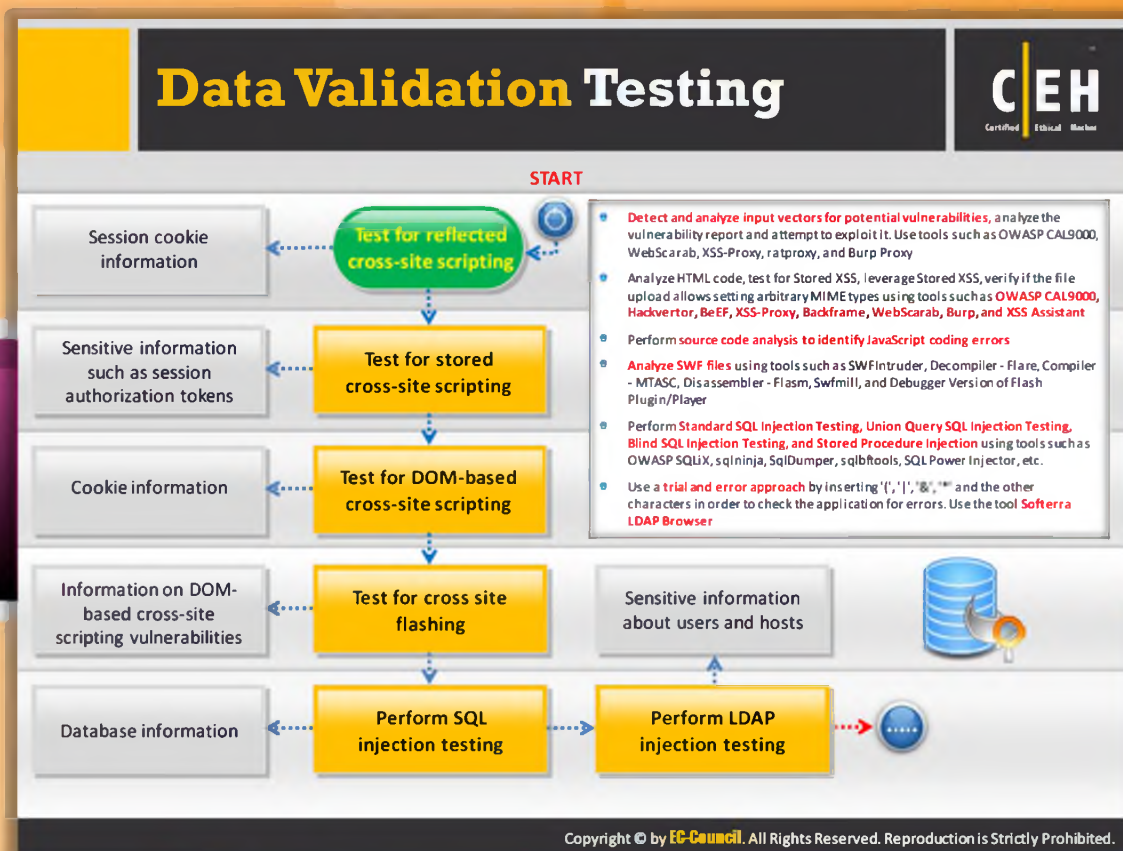 Data Validation Testing
C|EH
Certified Ethical Hacker
START
Session cookie
information
Test for reflected
cross-site scripting
Detect and analyze input vectors for potential vulnerabilities, analyze the
vulnerability report and attempt to exploit it. Use tools such as OWASP CAL9000,
WebScarab, XSS-Proxy, ratproxy, and Burp Proxy
Analyze HTML code, test for Stored XSS, leverage Stored XSS, verify if the file
upload allows setting arbitrary MIME types using tools such as OWASP CAL9000,
Hackvertor, BeEF, XSS-Proxy, Backframe, WebScarab, Burp, and XSS Assistant
Perform source code analysis to identify JavaScript coding errors
Analyze SWF files using tools such as SWFIntruder, Decompiler - Flare, Compiler
- MTASC, Disassembler - Flasm, Swfmill, and Debugger Version of Flash
Plugin/Player
Perform Standard SQL Injection Testing, Union Query SQL Injection Testing,
Blind SQL Injection Testing, and Stored Procedure Injection using tools such as
OWASP SQLiX, sqlninja, SqlDumper, sqlbftools, SQL Power Injector, etc.
Use a trial and error approach by inserting '(', '|', '&', '*' and the other
characters in order to check the application for errors. Use the tool Softerra
LDAP Browser
Sensitive information
such as session
authorization tokens
Test for stored
cross-site scripting
Cookie information
Test for DOM-based
cross-site scripting
Information on DOM-
based cross-site
scripting vulnerabilities
Test for cross site
flashing
Sensitive information
about users and hosts
Database information
Perform SQL
injection testing
Perform LDAP
injection testing
Copyright © by EC-Council. All Rights Reserved. Reproduction is Strictly Prohibited.